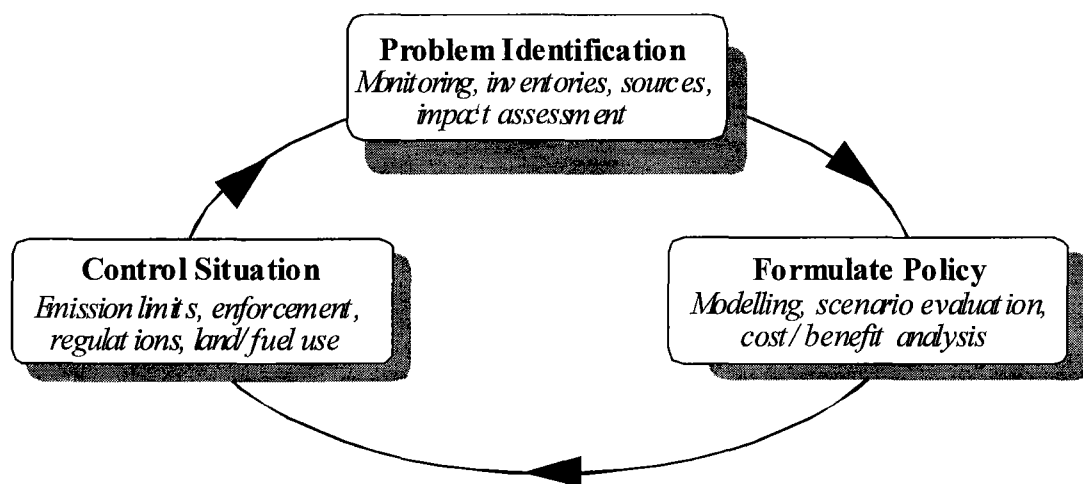 Problem Identification
Monitoring, inventories, sources,
impact assessment
Control Situation
Emission limits, enforcement,
regulations, land/fuel use
Formulate Policy
Modelling, scenario evaluation,
cost/benefit analysis